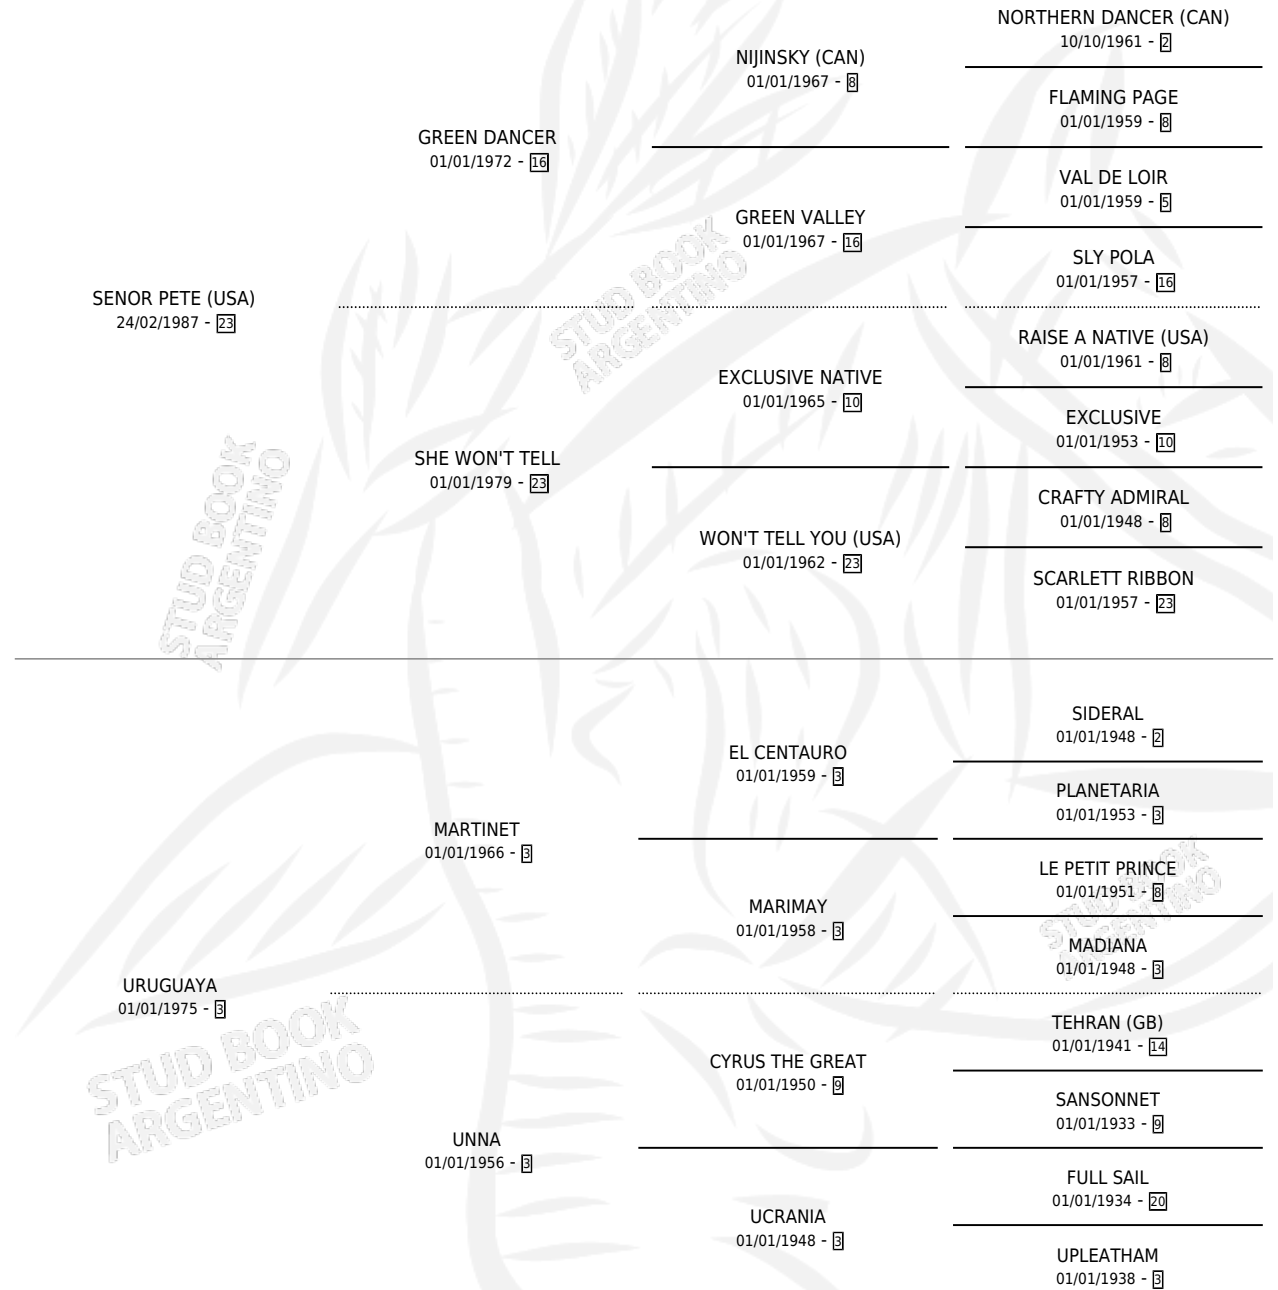 NORTHERN DANCER (CAN)
10/10/1961 - 2
NIJINSKY (CAN)
01/01/1967 - 8
FLAMING PAGE
01/01/1959 - 8
GREEN DANCER
01/01/1972 - 16
VAL DE LOIR
01/01/1959 - 5
GREEN VALLEY
01/01/1967 - 16
SLY POLA
01/01/1957 - 16
SENOR PETE (USA)
24/02/1987 - 23
RAISE A NATIVE (USA)
01/01/1961 - 8
EXCLUSIVE NATIVE
01/01/1965 - 10
EXCLUSIVE
01/01/1953 - 10
SHE WON'T TELL
01/01/1979 - 23
CRAFTY ADMIRAL
01/01/1948 - 8
WON'T TELL YOU (USA)
01/01/1962 - 23
SCARLETT RIBBON
01/01/1957 - 23
SIDERAL
01/01/1948 - 2
EL CENTAURO
01/01/1959 - 3
PLANETARIA
01/01/1953 - 3
MARTINET
01/01/1966 - 3
LE PETIT PRINCE
01/01/1951 - 8
MARIMAY
01/01/1958 - 3
MADIANA
01/01/1948 - 3
URUGUAYA
01/01/1975 - 3
TEHRAN (GB)
01/01/1941 - 14
CYRUS THE GREAT
01/01/1950 - 9
SANSONNET
01/01/1933 - 9
UNNA
01/01/1956 - 3
FULL SAIL
01/01/1934 - 20
UCRANIA
01/01/1948 - 3
UPLEATHAM
01/01/1938 - 3
STUD BOOK
ARGENTINO
STUD BOOK
ARGENTINO
STUD BOOK
ARGENTINO
STUD BOOK
ARGENTINO